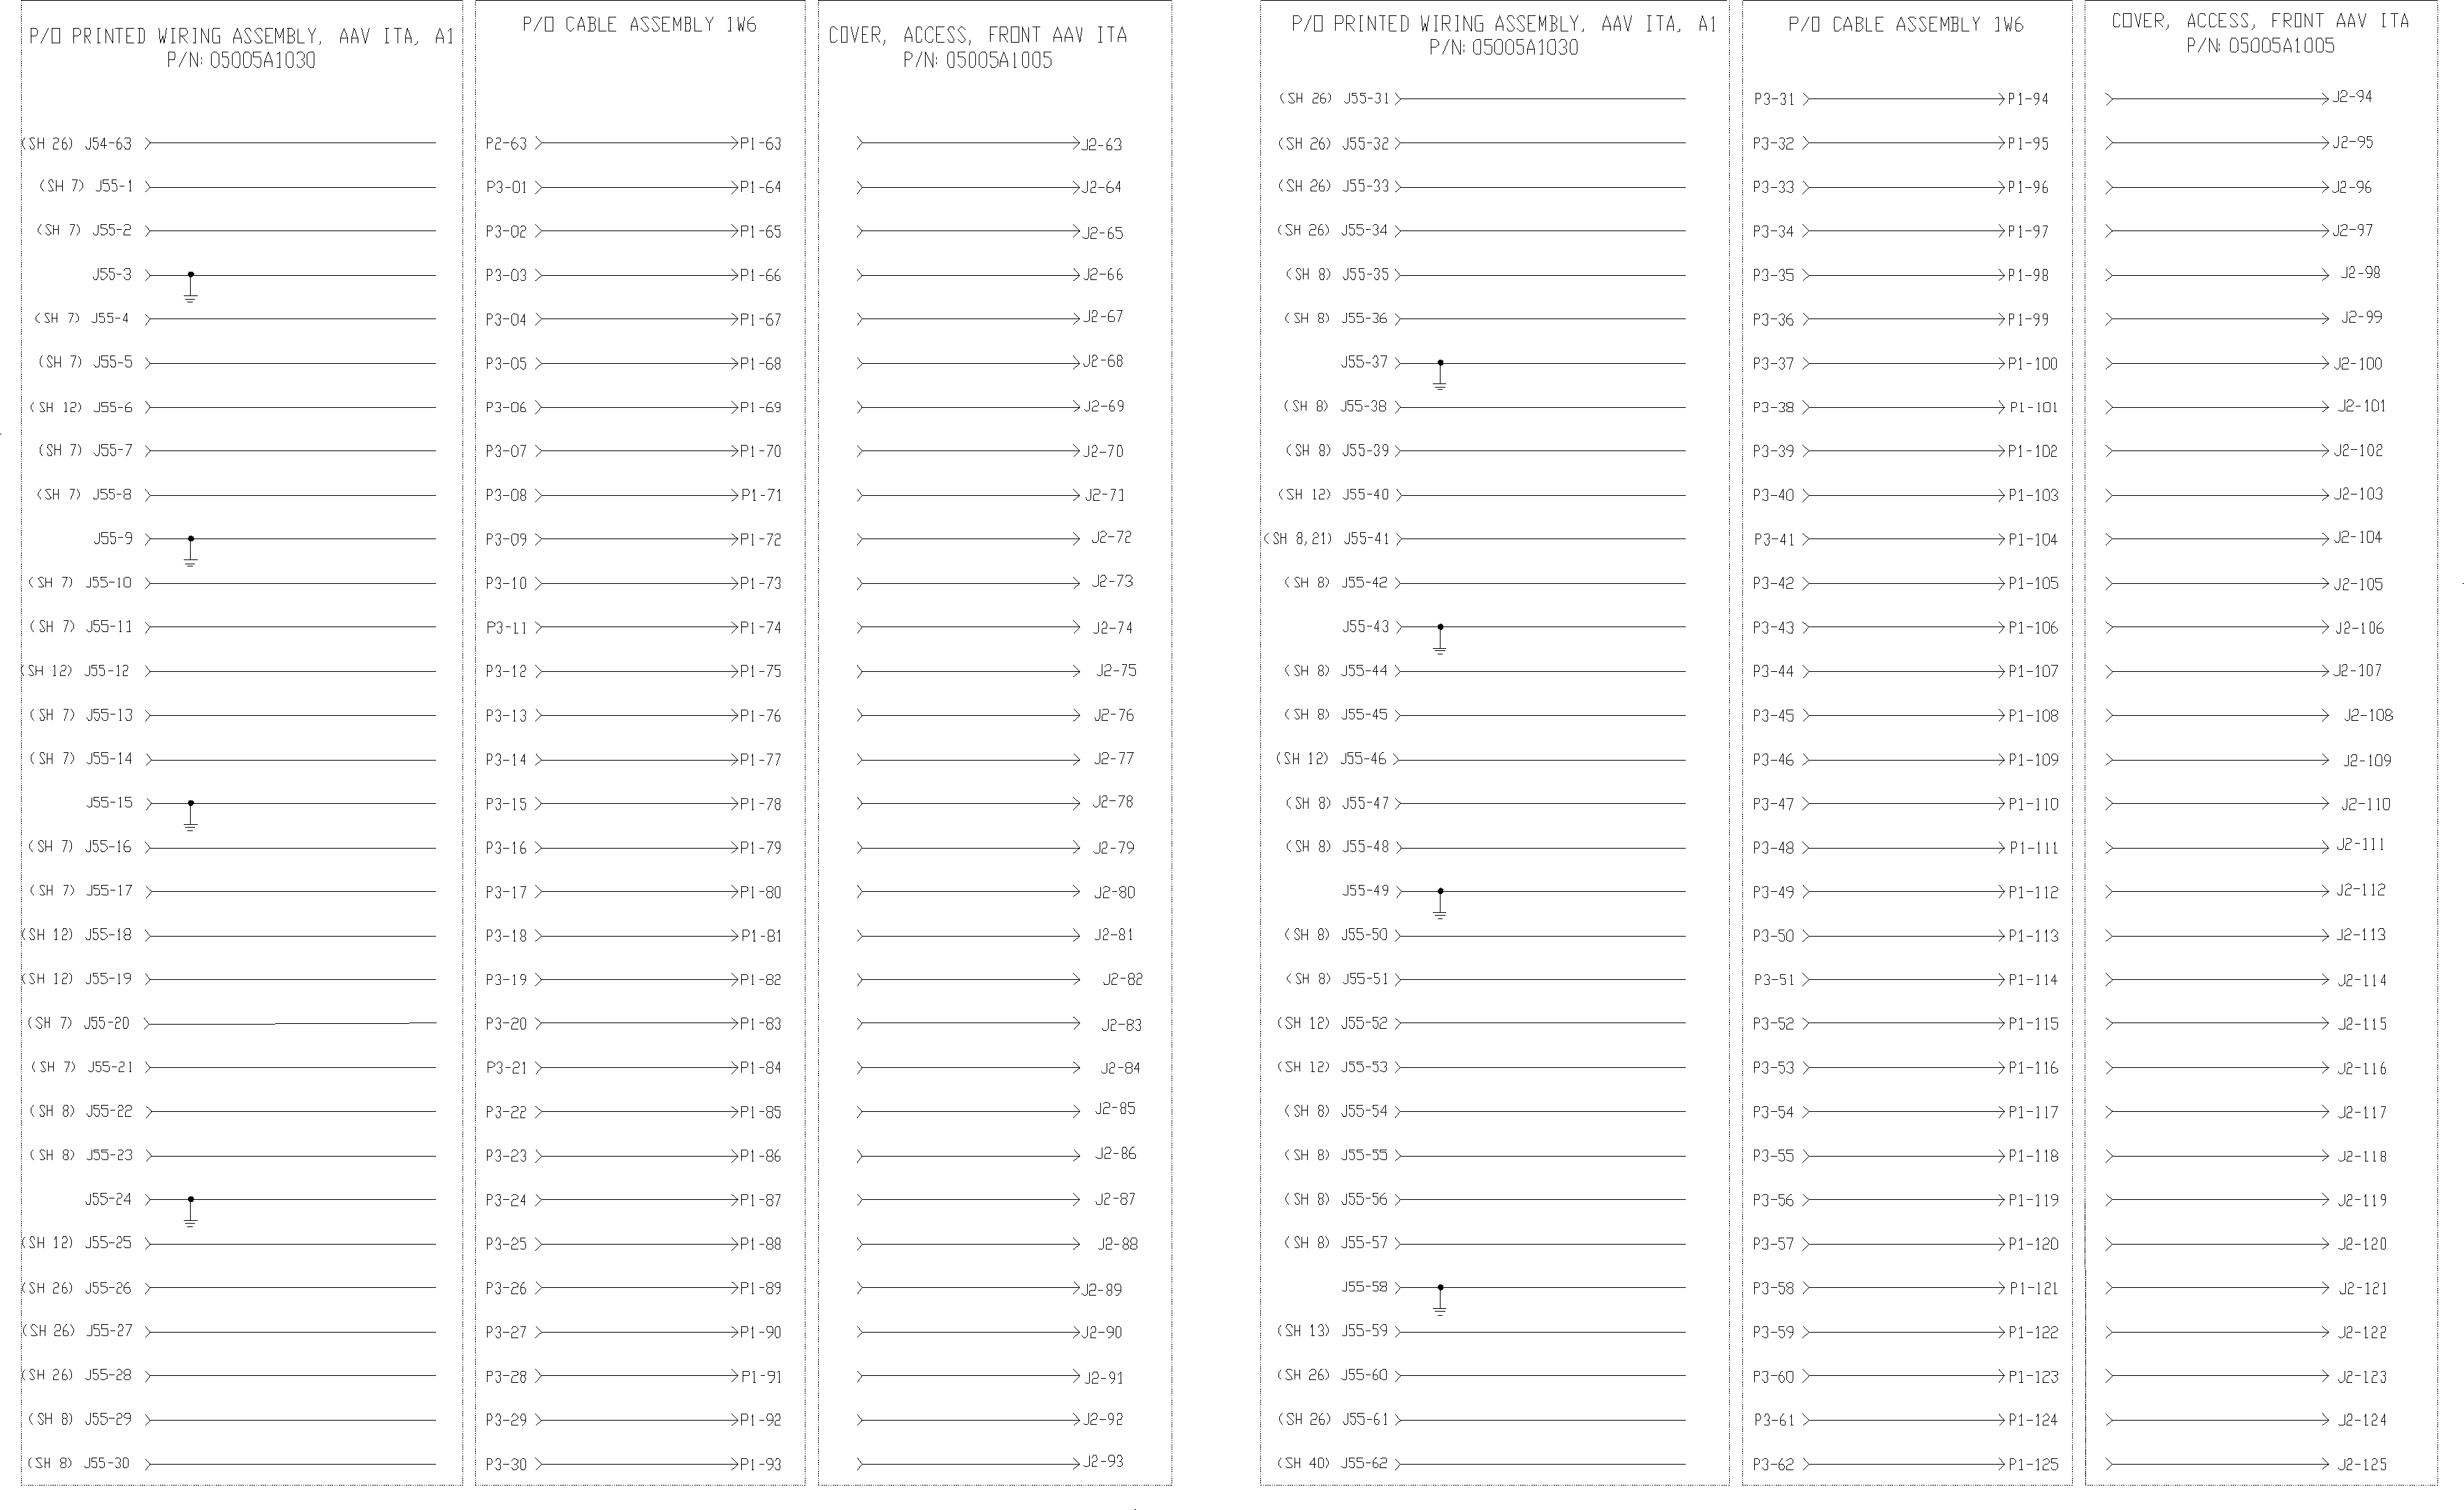 P/O PRINTED WIRING ASSEMBLY, AAV ITA, A1
P/N: 05005A1030
P/O CABLE ASSEMBLY 1W6
COVER, ACCESS, FRONT AAV ITA
P/N: 05005A1005
(SH 26) J54-63 P2-63 P1-63 J2-63
(SH 7) J55-1 P3-01 P1-64 J2-64
(SH 7) J55-2 P3-02 P1-65 J2-65
J55-3 P3-03 P1-66 J2-66
(SH 7) J55-4 P3-04 P1-67 J2-67
(SH 7) J55-5 P3-05 P1-68 J2-68
(SH 12) J55-6 P3-06 P1-69 J2-69
(SH 7) J55-7 P3-07 P1-70 J2-70
(SH 7) J55-8 P3-08 P1-71 J2-71
J55-9 P3-09 P1-72 J2-72
(SH 7) J55-10 P3-10 P1-73 J2-73
(SH 7) J55-11 P3-11 P1-74 J2-74
(SH 12) J55-12 P3-12 P1-75 J2-75
(SH 7) J55-13 P3-13 P1-76 J2-76
(SH 7) J55-14 P3-14 P1-77 J2-77
J55-15 P3-15 P1-78 J2-78
(SH 7) J55-16 P3-16 P1-79 J2-79
(SH 7) J55-17 P3-17 P1-80 J2-80
(SH 12) J55-18 P3-18 P1-81 J2-81
(SH 12) J55-19 P3-19 P1-82 J2-82
(SH 7) J55-20 P3-20 P1-83 J2-83
(SH 7) J55-21 P3-21 P1-84 J2-84
(SH 8) J55-22 P3-22 P1-85 J2-85
(SH 8) J55-23 P3-23 P1-86 J2-86
J55-24 P3-24 P1-87 J2-87
(SH 12) J55-25 P3-25 P1-88 J2-88
(SH 26) J55-26 P3-26 P1-89 J2-89
(SH 26) J55-27 P3-27 P1-90 J2-90
(SH 26) J55-28 P3-28 P1-91 J2-91
(SH 8) J55-29 P3-29 P1-92 J2-92
(SH 8) J55-30 P3-30 P1-93 J2-93
P/O PRINTED WIRING ASSEMBLY, AAV ITA, A1
P/N: 05005A1030
P/O CABLE ASSEMBLY 1W6
COVER, ACCESS, FRONT AAV ITA
P/N: 05005A1005
(SH 26) J55-31 P3-31 P1-94 J2-94
(SH 26) J55-32 P3-32 P1-95 J2-95
(SH 26) J55-33 P3-33 P1-96 J2-96
(SH 26) J55-34 P3-34 P1-97 J2-97
(SH 8) J55-35 P3-35 P1-98 J2-98
(SH 8) J55-36 P3-36 P1-99 J2-99
J55-37 P3-37 P1-100 J2-100
(SH 8) J55-38 P3-38 P1-101 J2-101
(SH 8) J55-39 P3-39 P1-102 J2-102
(SH 12) J55-40 P3-40 P1-103 J2-103
(SH 8,21) J55-41 P3-41 P1-104 J2-104
(SH 8) J55-42 P3-42 P1-105 J2-105
J55-43 P3-43 P1-106 J2-106
(SH 8) J55-44 P3-44 P1-107 J2-107
(SH 8) J55-45 P3-45 P1-108 J2-108
(SH 12) J55-46 P3-46 P1-109 J2-109
(SH 8) J55-47 P3-47 P1-110 J2-110
(SH 8) J55-48 P3-48 P1-111 J2-111
J55-49 P3-49 P1-112 J2-112
(SH 8) J55-50 P3-50 P1-113 J2-113
(SH 8) J55-51 P3-51 P1-114 J2-114
(SH 12) J55-52 P3-52 P1-115 J2-115
(SH 12) J55-53 P3-53 P1-116 J2-116
(SH 8) J55-54 P3-54 P1-117 J2-117
(SH 8) J55-55 P3-55 P1-118 J2-118
(SH 8) J55-56 P3-56 P1-119 J2-119
(SH 8) J55-57 P3-57 P1-120 J2-120
J55-58 P3-58 P1-121 J2-121
(SH 13) J55-59 P3-59 P1-122 J2-122
(SH 26) J55-60 P3-60 P1-123 J2-123
(SH 26) J55-61 P3-61 P1-124 J2-124
(SH 40) J55-62 P3-62 P1-125 J2-125